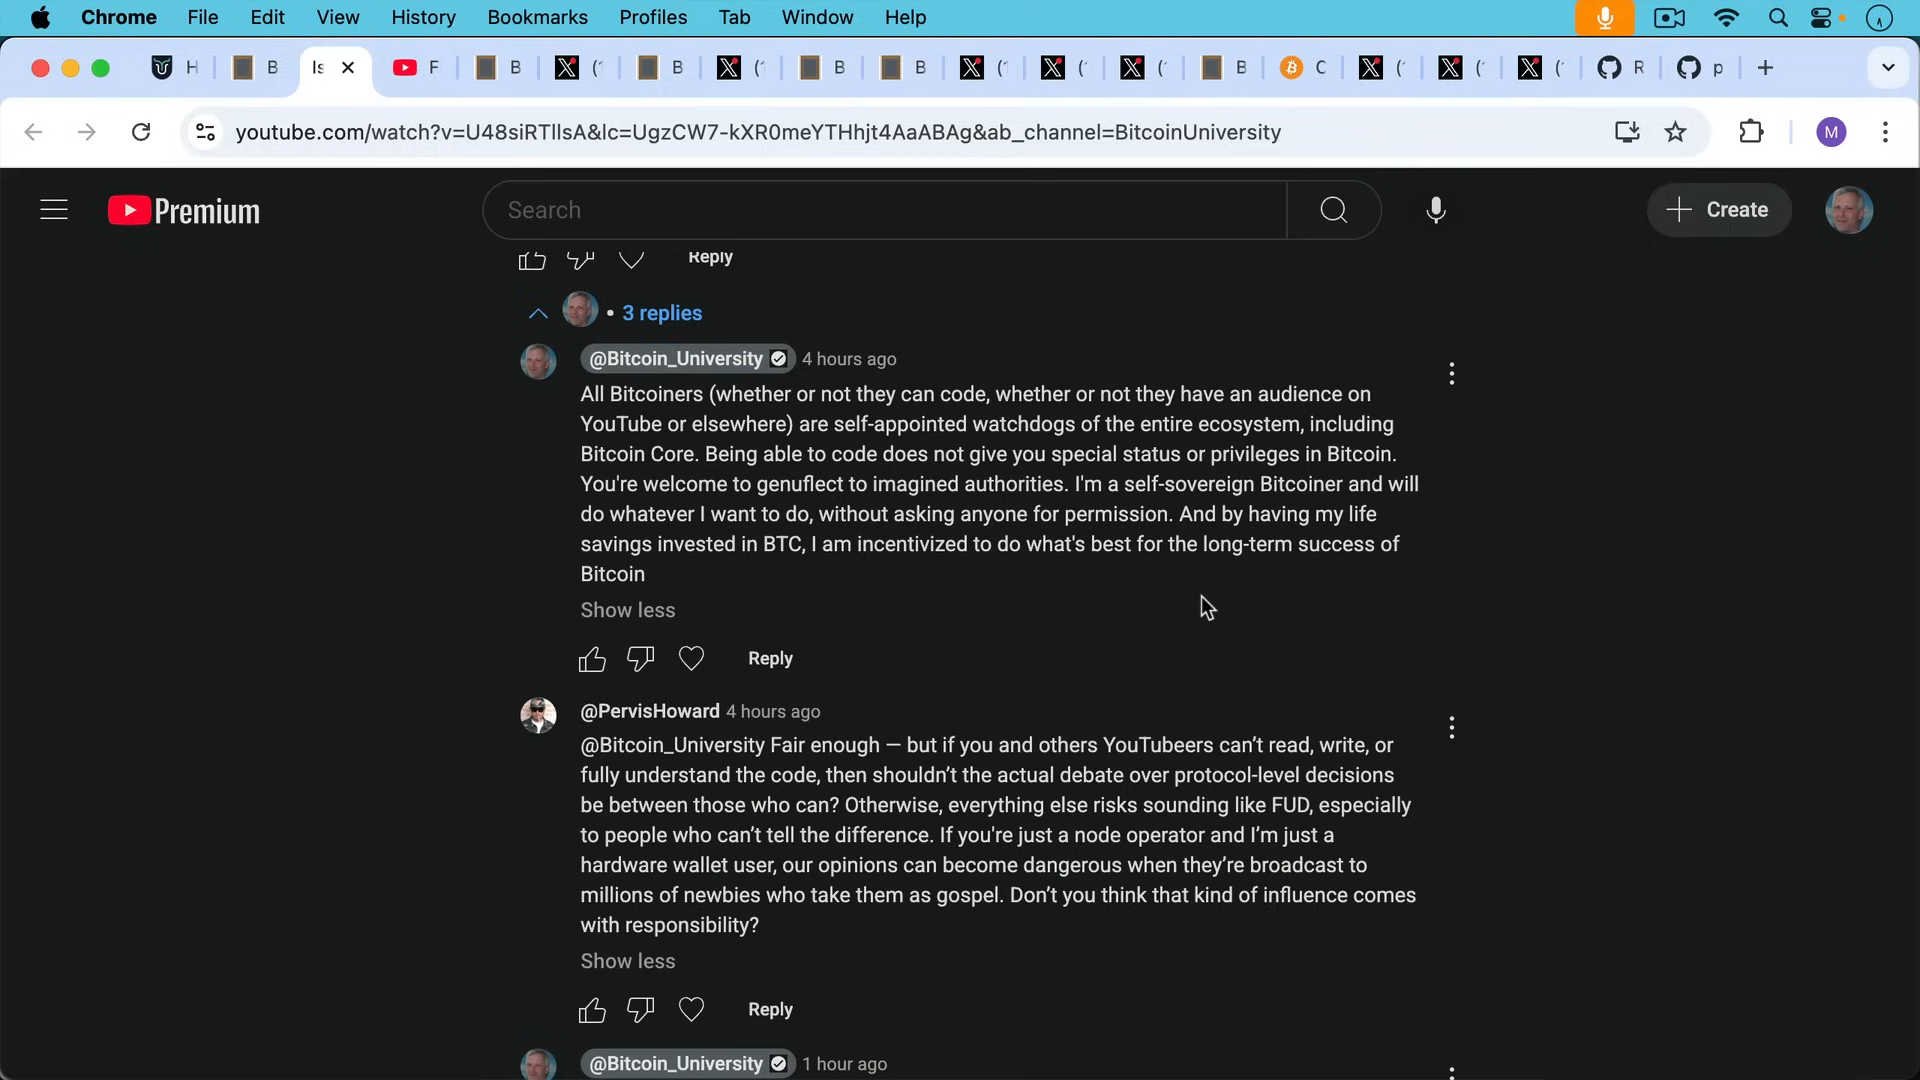 Chrome File Edit View History Bookmarks Profiles Tab Window Help
H B Is F B (1 B (1 B B ( ( ( B C ( ( ( R p
youtube.com/watch?v=U48siRTllsA&lc=UgzCW7-kXR0meYTHhjt4AaABAg&ab_channel=BitcoinUniversity
M
Premium
Search
Create
Reply
• 3 replies
@Bitcoin_University 4 hours ago
All Bitcoiners (whether or not they can code, whether or not they have an audience on
YouTube or elsewhere) are self-appointed watchdogs of the entire ecosystem, including
Bitcoin Core. Being able to code does not give you special status or privileges in Bitcoin.
You're welcome to genuflect to imagined authorities. I'm a self-sovereign Bitcoiner and will
do whatever I want to do, without asking anyone for permission. And by having my life
savings invested in BTC, I am incentivized to do what's best for the long-term success of
Bitcoin
Show less
Reply
@PervisHoward 4 hours ago
@Bitcoin_University Fair enough — but if you and others YouTubeers can’t read, write, or
fully understand the code, then shouldn’t the actual debate over protocol-level decisions
be between those who can? Otherwise, everything else risks sounding like FUD, especially
to people who can’t tell the difference. If you're just a node operator and I’m just a
hardware wallet user, our opinions can become dangerous when they’re broadcast to
millions of newbies who take them as gospel. Don’t you think that kind of influence comes
with responsibility?
Show less
Reply
@Bitcoin_University 1 hour ago